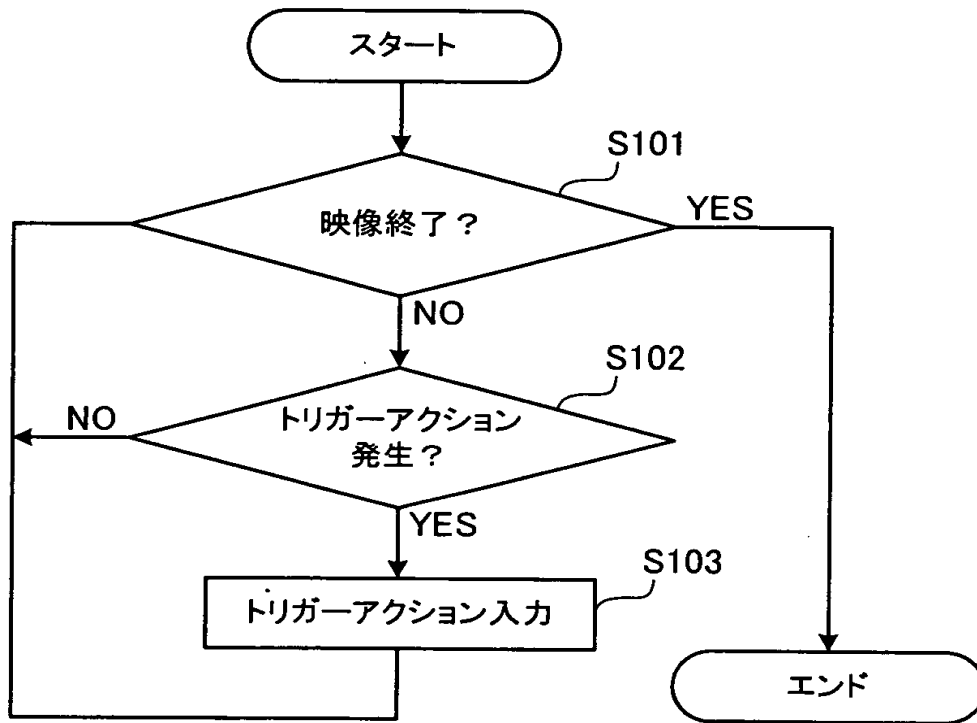 スタート
S101
映像終了？
YES
NO
S102
トリガーアクション
発生？
NO
YES
S103
トリガーアクション入力
エンド